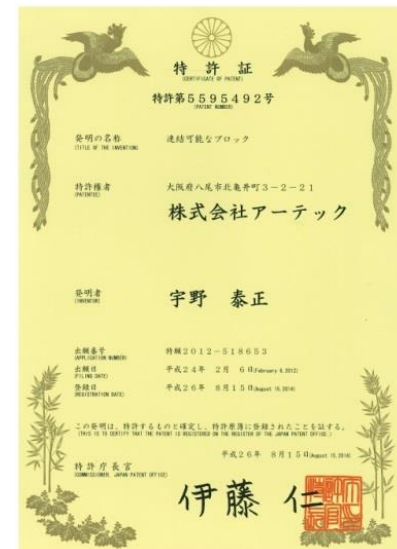 特許証
(CERTIFICATE OF PATENT)
特許第5595492号
(PATENT NUMBER)
発明の名称
(TITLE OF THE INVENTION)
連結可能なブロック
特許権者
(PATENTEE)
大阪府八尾市北亀井町3-2-21
株式会社アーテック
発明者
(INVENTOR)
宇野 泰正
出願番号
(APPLICATION NUMBER)
特願2012-518653
出願日
(FILING DATE)
平成24年 2月 6日(February 6,2012)
登録日
(REGISTRATION DATE)
平成26年 8月15日(August 15,2014)
この発明は、特許するものと確定し、特許原簿に登録されたことを証する。
(THIS IS TO CERTIFY THAT THE PATENT IS REGISTERED ON THE REGISTER OF THE JAPAN PATENT OFFICE.)
平成26年 8月15日(August 15,2014)
特許庁長官
(COMMISSIONER, JAPAN PATENT OFFICE)
伊藤 仁